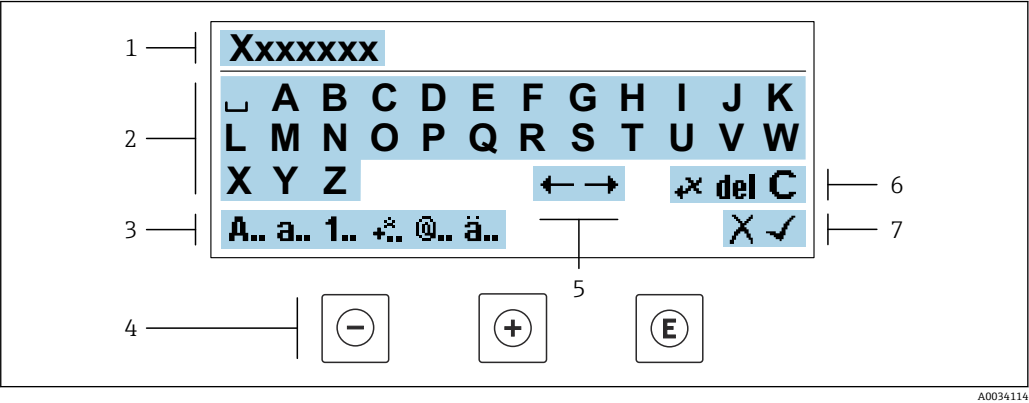 1 Xxxxxxx
␣ A B C D E F G H I J K
2 L M N O P Q R S T U V W
X Y Z ← → ↚x del C 6
3 A.. a.. 1.. +*.. @.. ä.. X ✓ 7
5
4 − + E
A0034114